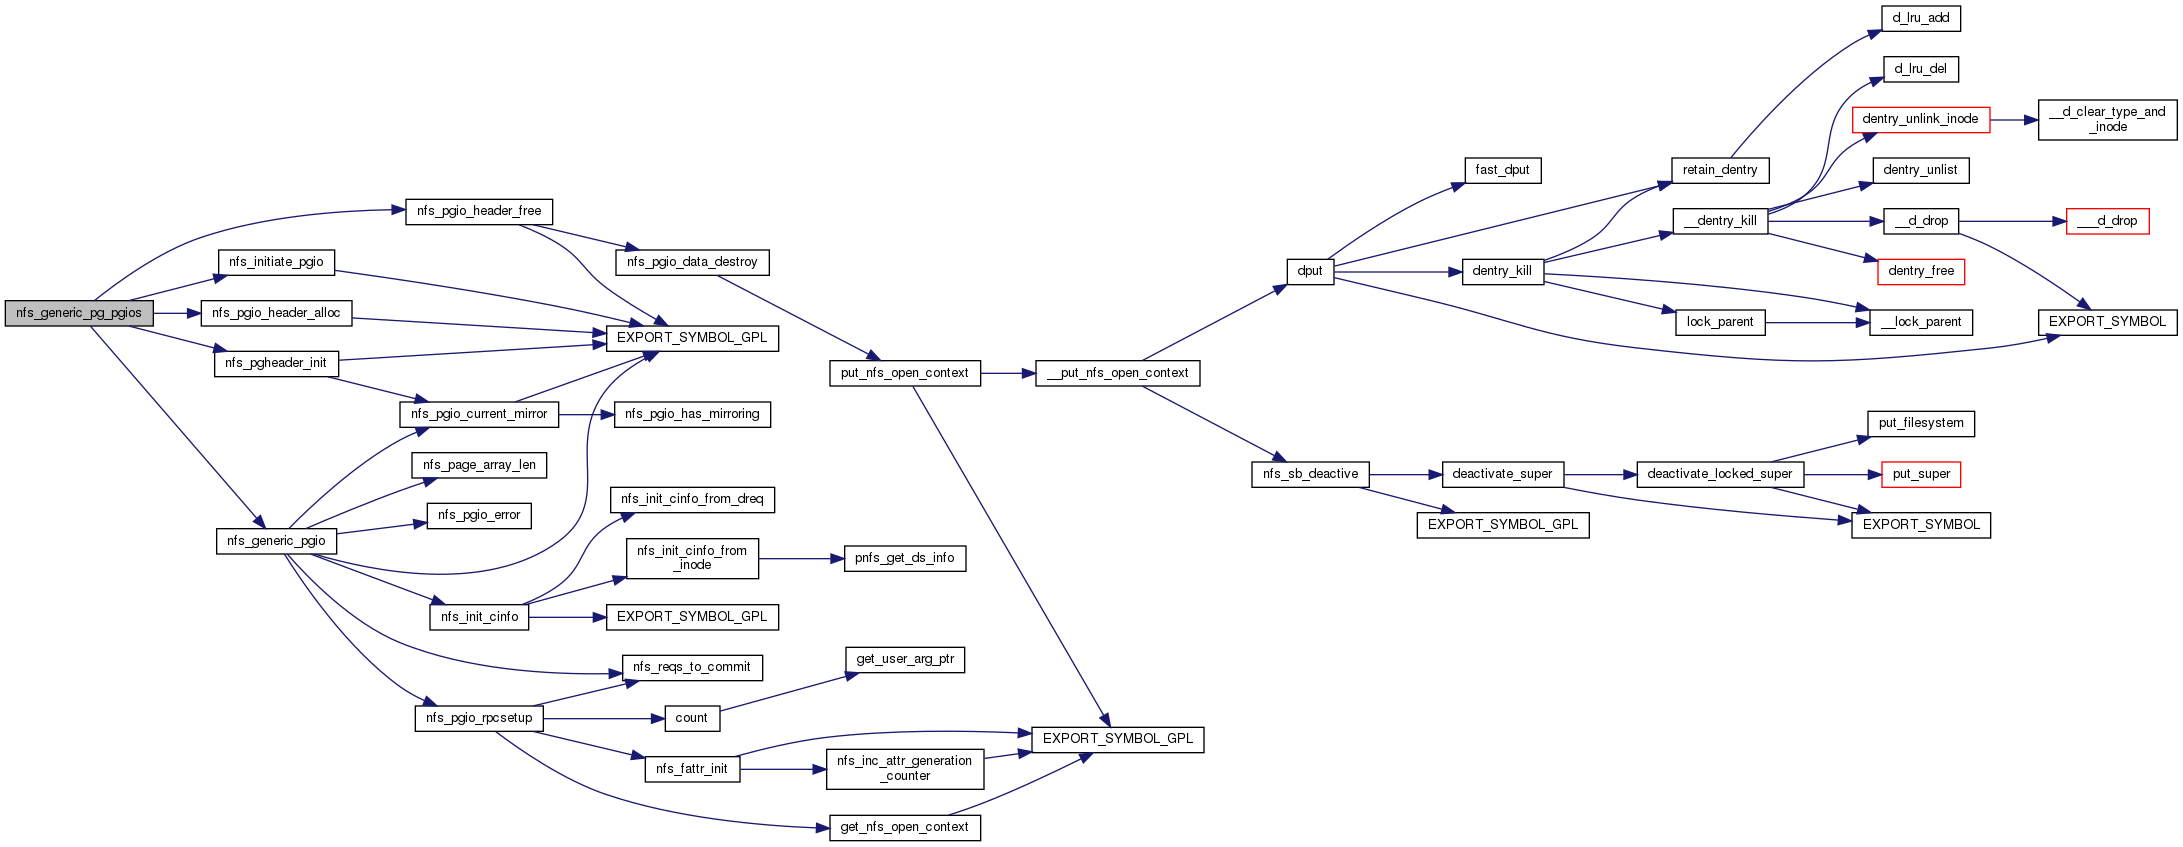 nfs_generic_pg_pgios
nfs_pgio_header_free
nfs_initiate_pgio
nfs_pgio_header_alloc
nfs_pgheader_init
nfs_generic_pgio
nfs_pgio_data_destroy
EXPORT_SYMBOL_GPL
nfs_pgio_current_mirror
nfs_pgio_has_mirroring
nfs_page_array_len
nfs_pgio_error
nfs_init_cinfo_from_dreq
nfs_init_cinfo_from
_inode
pnfs_get_ds_info
nfs_init_cinfo
EXPORT_SYMBOL_GPL
nfs_reqs_to_commit
nfs_pgio_rpcsetup
count
get_user_arg_ptr
nfs_fattr_init
nfs_inc_attr_generation
_counter
get_nfs_open_context
EXPORT_SYMBOL_GPL
put_nfs_open_context
__put_nfs_open_context
dput
nfs_sb_deactive
fast_dput
dentry_kill
retain_dentry
__dentry_kill
lock_parent
__lock_parent
d_lru_add
d_lru_del
dentry_unlink_inode
__d_clear_type_and
_inode
dentry_unlist
__d_drop
___d_drop
dentry_free
EXPORT_SYMBOL
deactivate_super
EXPORT_SYMBOL_GPL
deactivate_locked_super
put_filesystem
put_super
EXPORT_SYMBOL